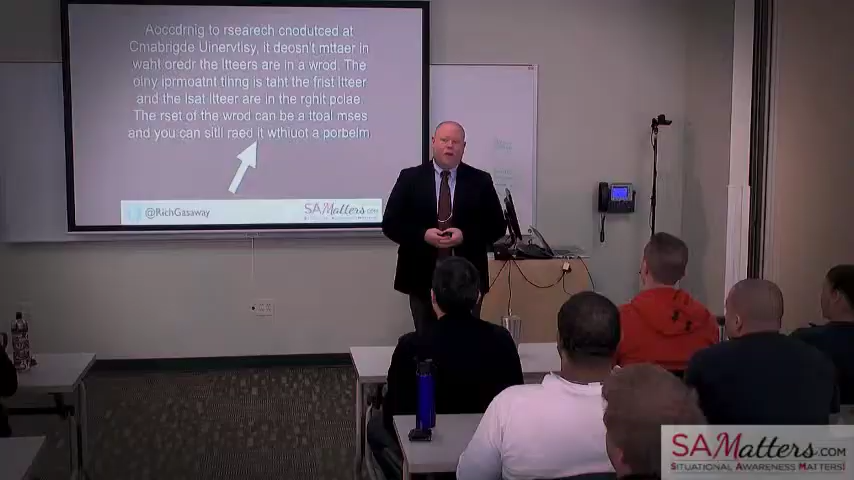 Aoccdrnig to rsearech cnodutced at
Cmabrigde Uinervtisy, it deosn't mttaer in
waht oredr the ltteers are in a wrod. The
olny iprmoatnt tihng is taht the frist ltteer
and the lsat ltteer are in the rghit polae.
The rset of the wrod can be a ttoal mses
and you can sitll raed it wthiuot a porbelm
@RichGasaway
SAMatters.COM
SAMatters.COM
SITUATIONAL AWARENESS MATTERS!